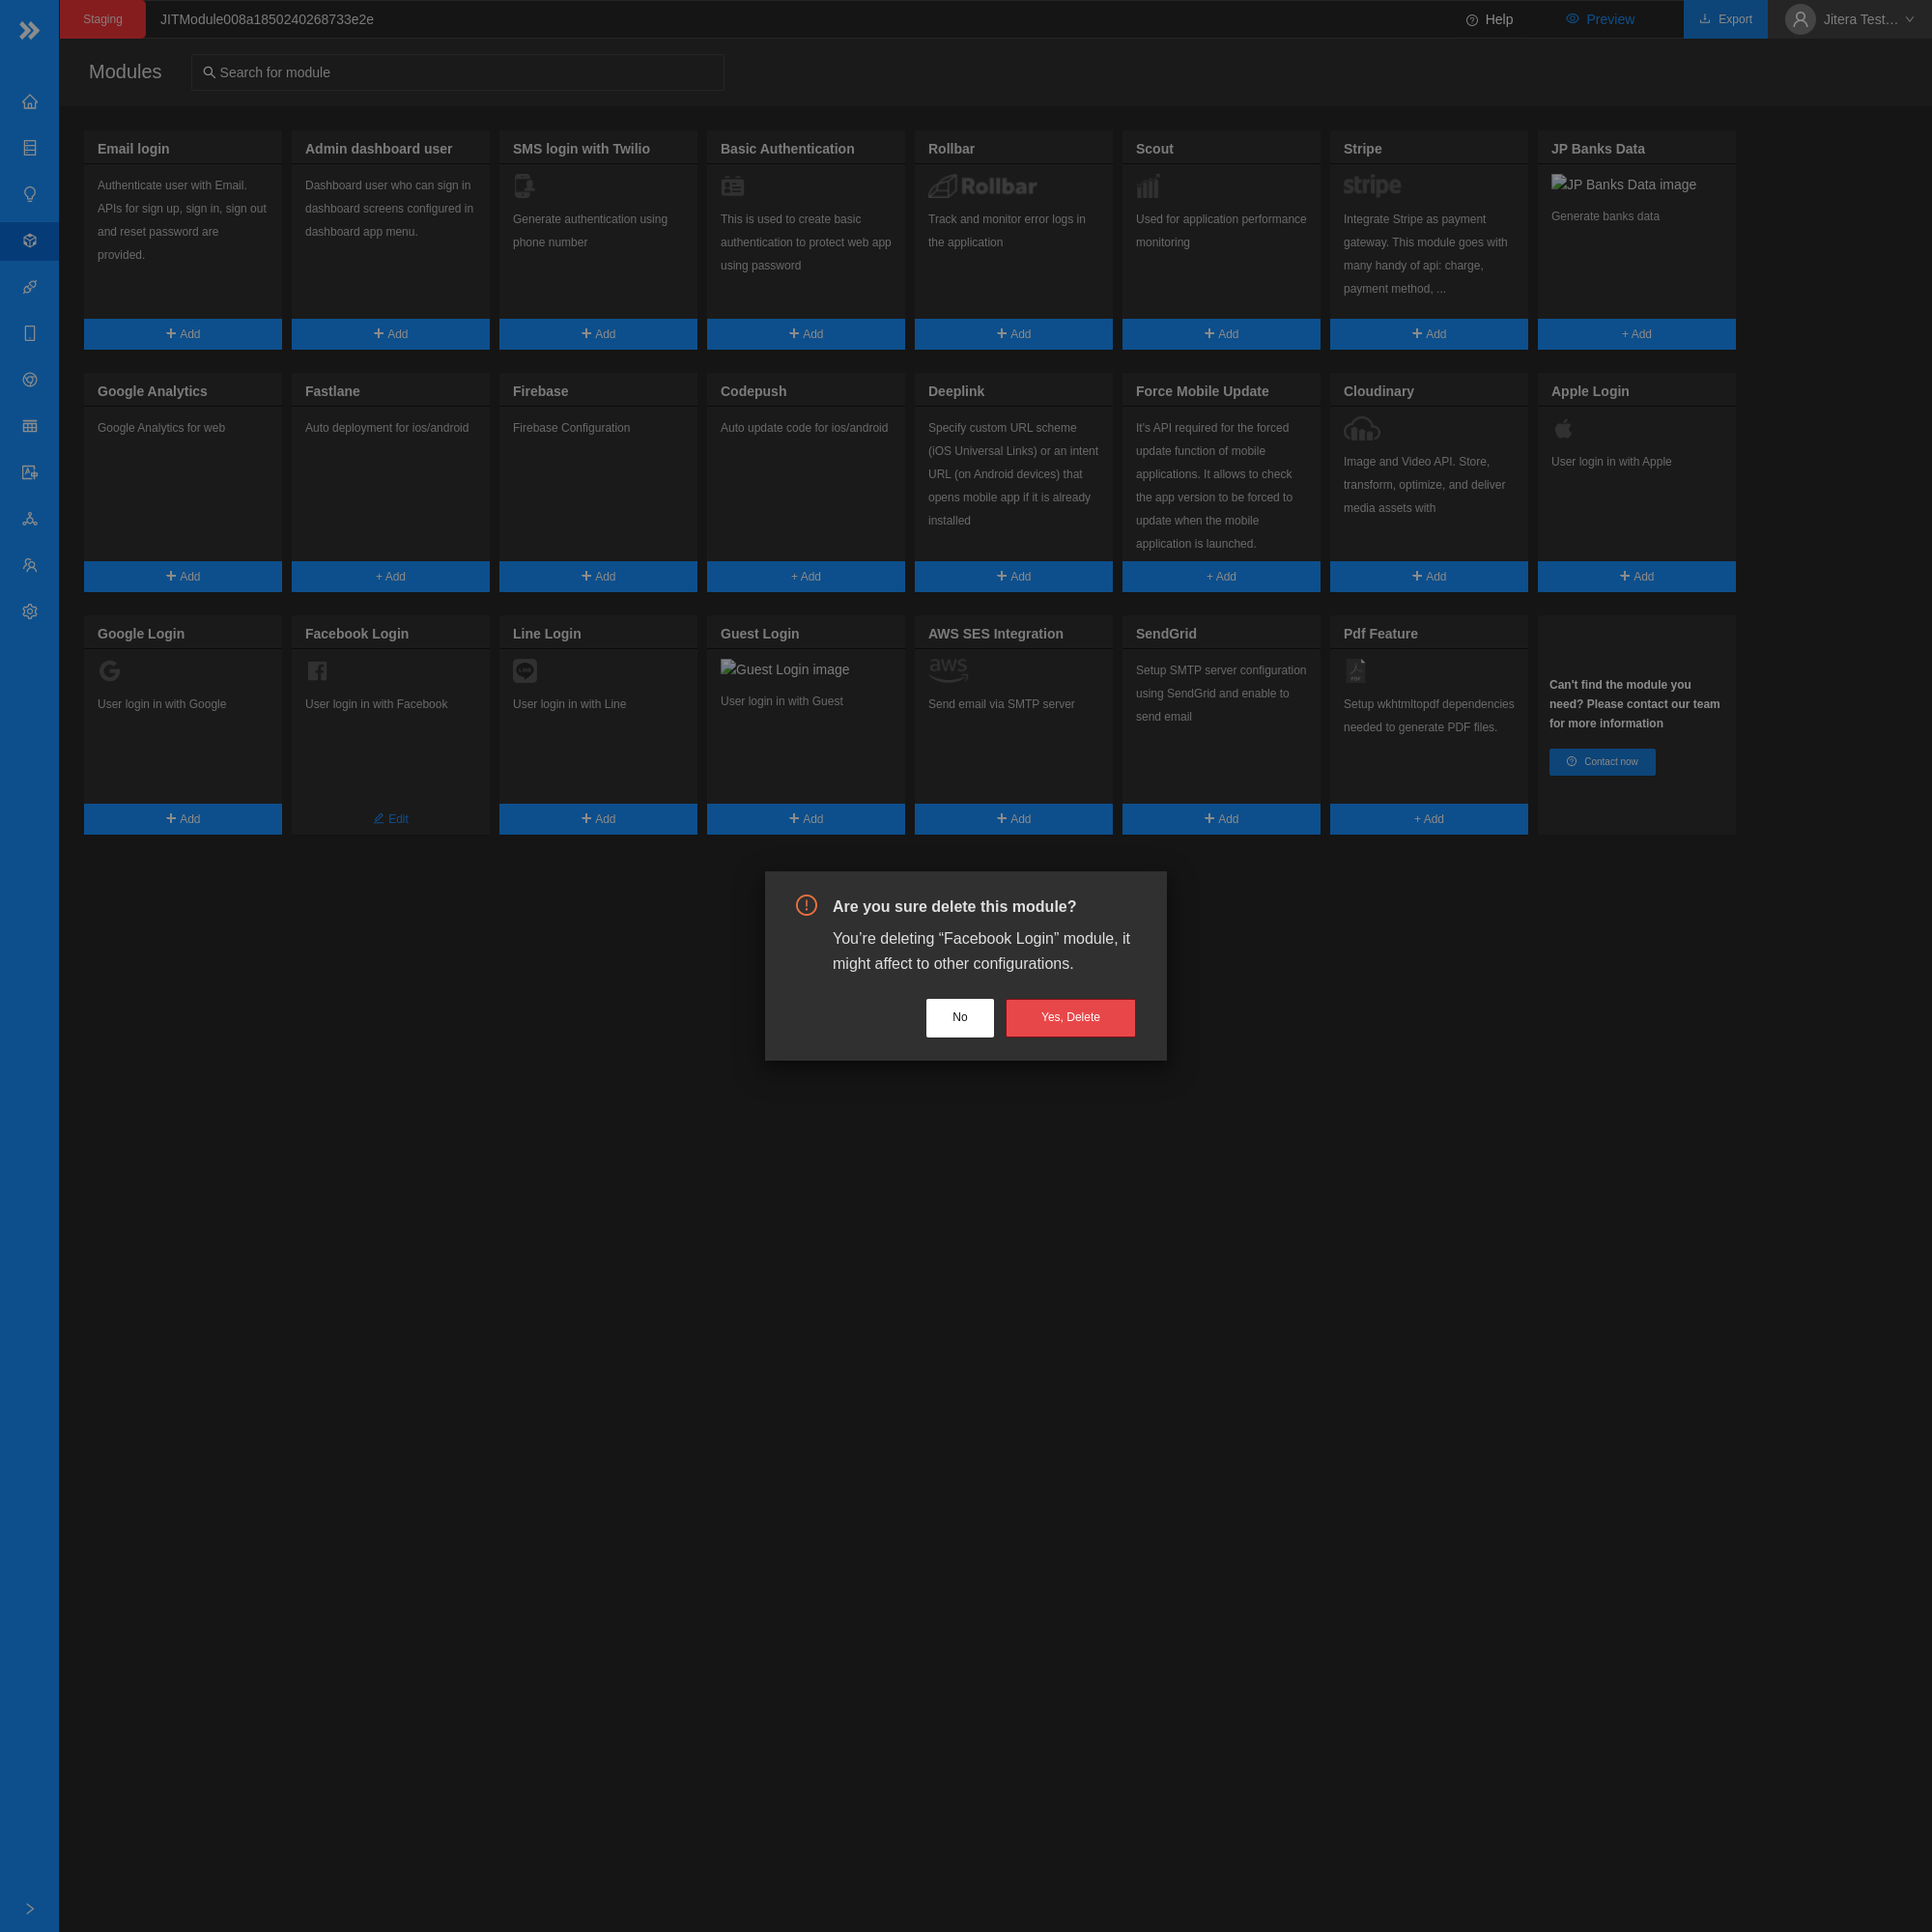 Staging
JITModule008a1850240268733e2e
Help
Preview
Export
Jitera Test…
Modules
Search for module
Email login
Authenticate user with Email.
APIs for sign up, sign in, sign out
and reset password are
provided.
Add
Admin dashboard user
Dashboard user who can sign in
dashboard screens configured in
dashboard app menu.
Add
SMS login with Twilio
Generate authentication using
phone number
Add
Basic Authentication
This is used to create basic
authentication to protect web app
using password
Add
Rollbar
Rollbar
Track and monitor error logs in
the application
Add
Scout
Used for application performance
monitoring
Add
Stripe
stripe
Integrate Stripe as payment
gateway. This module goes with
many handy of api: charge,
payment method, ...
Add
JP Banks Data
JP Banks Data image
Generate banks data
+ Add
Google Analytics
Google Analytics for web
Add
Fastlane
Auto deployment for ios/android
+ Add
Firebase
Firebase Configuration
Add
Codepush
Auto update code for ios/android
+ Add
Deeplink
Specify custom URL scheme
(iOS Universal Links) or an intent
URL (on Android devices) that
opens mobile app if it is already
installed
Add
Force Mobile Update
It's API required for the forced
update function of mobile
applications. It allows to check
the app version to be forced to
update when the mobile
application is launched.
+ Add
Cloudinary
Image and Video API. Store,
transform, optimize, and deliver
media assets with
Add
Apple Login
User login in with Apple
Add
Google Login
User login in with Google
Add
Facebook Login
User login in with Facebook
Edit
Line Login
LINE
User login in with Line
Add
Guest Login
Guest Login image
User login in with Guest
Add
AWS SES Integration
aws
Send email via SMTP server
Add
SendGrid
Setup SMTP server configuration
using SendGrid and enable to
send email
Add
Pdf Feature
PDF
Setup wkhtmltopdf dependencies
needed to generate PDF files.
+ Add
Can't find the module you
need? Please contact our team
for more information
Contact now
Are you sure delete this module?
You’re deleting “Facebook Login” module, it
might affect to other configurations.
No
Yes, Delete